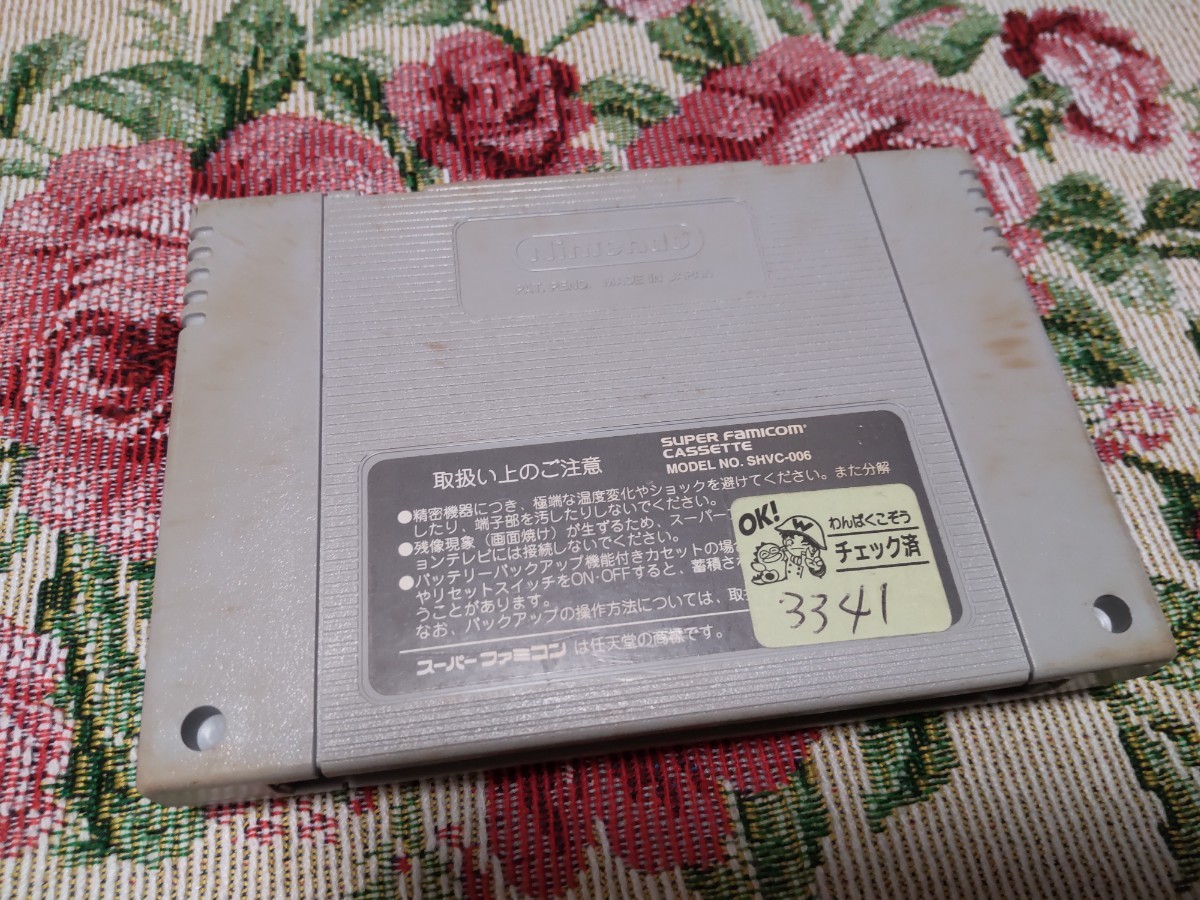 Nintendo
PAT. PEND. MADE IN JAPAN
SUPER FAMICOM
CASSETTE
MODEL NO. SHVC-006
取扱い上のご注意
●精密機器につき、極端な温度変化やショックを避けてください。また分解
したり、端子部を汚したりしないでください。
●残像現象（画面焼け）が生ずるため、スーパー
ョンテレビには接続しないでください。
●バッテリーバックアップ機能付きカセットの場合
やリセットスイッチをON・OFFすると、蓄積さ
うことがあります。
なお、バックアップの操作方法については、取
スーパーファミコン は任天堂の商標です。
OK!
わんぱくこぞう
チェック済
3341